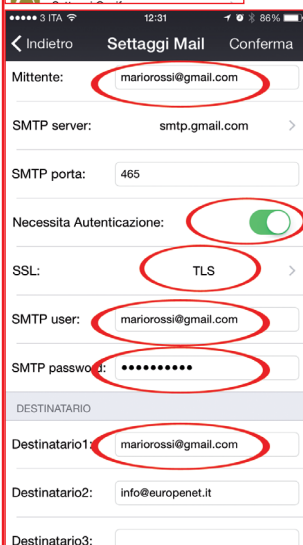 3 ITA 12:31 86%
Indietro Settaggi Mail Conferma
Mittente: mariorossi@gmail.com
SMTP server: smtp.gmail.com
SMTP porta: 465
Necessita Autenticazione:
SSL: TLS
SMTP user: mariorossi@gmail.com
SMTP password: ••••••••••
DESTINATARIO
Destinatario1: mariorossi@gmail.com
Destinatario2: info@europenet.it
Destinatario3: